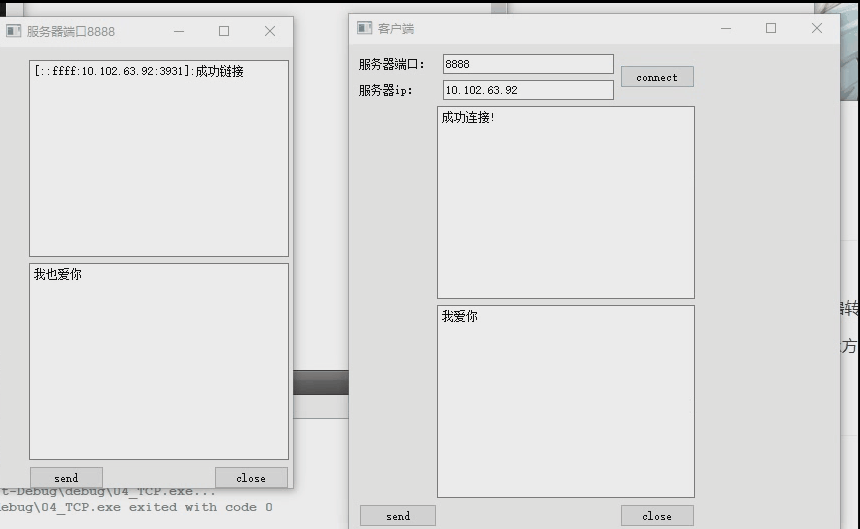 服务器端口8888
[::ffff:10.102.63.92:3931]:成功链接
我也爱你
send
close
客户端
服务器端口:
8888
服务器ip:
10.102.63.92
connect
成功连接!
我爱你
send
close
转
方
t-Debug\debug\04_TCP.exe...
debug\04_TCP.exe exited with code 0